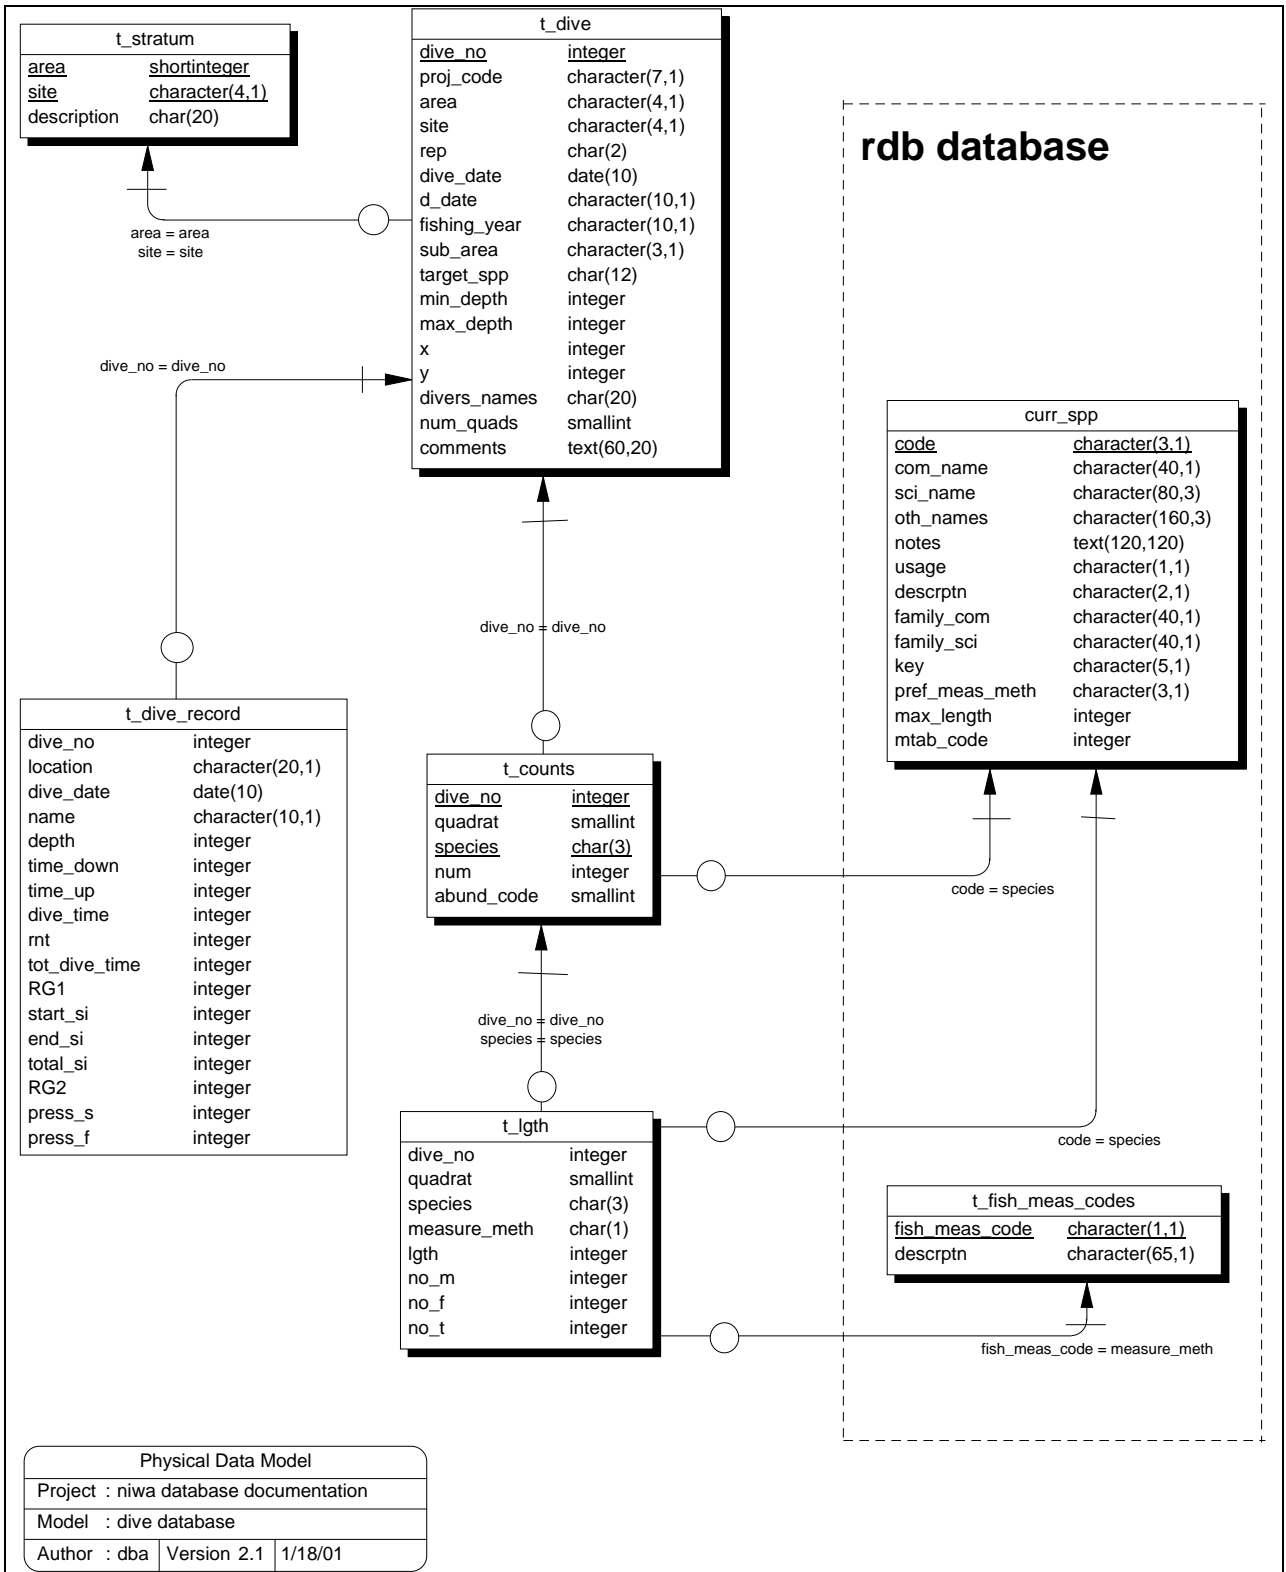 t_stratum
area shortinteger
site character(4,1)
description char(20)
area = area
site = site
t_dive
dive_no integer
proj_code character(7,1)
area character(4,1)
site character(4,1)
rep char(2)
dive_date date(10)
d_date character(10,1)
fishing_year character(10,1)
sub_area character(3,1)
target_spp char(12)
min_depth integer
max_depth integer
x integer
y integer
divers_names char(20)
num_quads smallint
comments text(60,20)
dive_no = dive_no
dive_no = dive_no
t_dive_record
dive_no integer
location character(20,1)
dive_date date(10)
name character(10,1)
depth integer
time_down integer
time_up integer
dive_time integer
rnt integer
tot_dive_time integer
RG1 integer
start_si integer
end_si integer
total_si integer
RG2 integer
press_s integer
press_f integer
t_counts
dive_no integer
quadrat smallint
species char(3)
num integer
abund_code smallint
dive_no = dive_no
species = species
t_lgth
dive_no integer
quadrat smallint
species char(3)
measure_meth char(1)
lgth integer
no_m integer
no_f integer
no_t integer
rdb database
curr_spp
code character(3,1)
com_name character(40,1)
sci_name character(80,3)
oth_names character(160,3)
notes text(120,120)
usage character(1,1)
descrptn character(2,1)
family_com character(40,1)
family_sci character(40,1)
key character(5,1)
pref_meas_meth character(3,1)
max_length integer
mtab_code integer
code = species
code = species
t_fish_meas_codes
fish_meas_code character(1,1)
descrptn character(65,1)
fish_meas_code = measure_meth
Physical Data Model
Project : niwa database documentation
Model : dive database
Author : dba Version 2.1 1/18/01